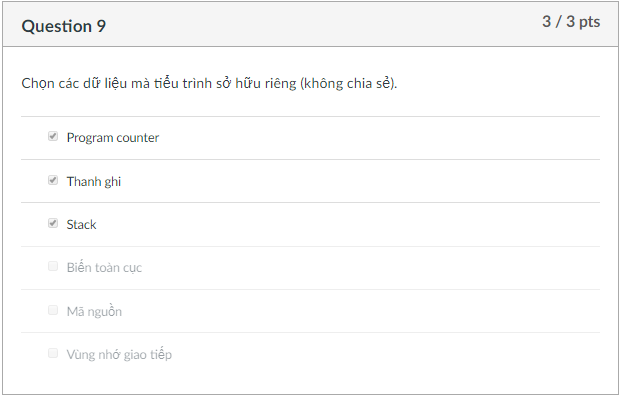 Question 9
3 / 3 pts
Chọn các dữ liệu mà tiểu trình sở hữu riêng (không chia sẻ).
Program counter
Thanh ghi
Stack
Biến toàn cục
Mã nguồn
Vùng nhớ giao tiếp